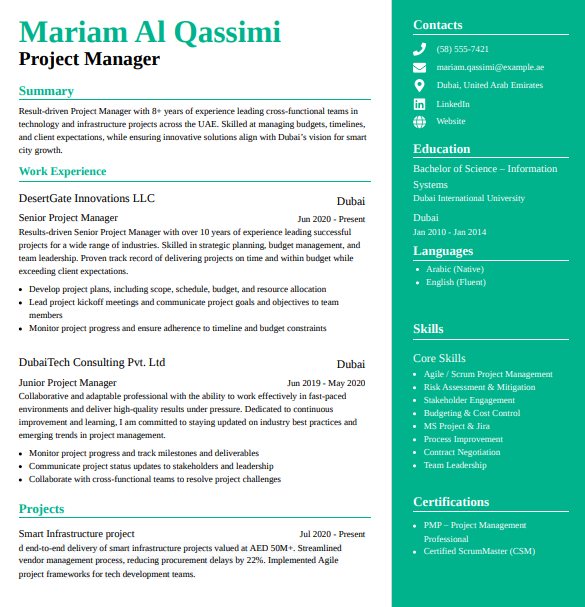 Mariam Al Qassimi
Project Manager
Summary
Result-driven Project Manager with 8+ years of experience leading cross-functional teams in
technology and infrastructure projects across the UAE. Skilled at managing budgets, timelines,
and client expectations, while ensuring innovative solutions align with Dubai's vision for smart
city growth.
Work Experience
DesertGate Innovations LLC
Dubai
Senior Project Manager
Jun 2020 - Present
Results-driven Senior Project Manager with over 10 years of experience leading successful
projects for a wide range of industries. Skilled in strategic planning, budget management, and
team leadership. Proven track record of delivering projects on time and within budget while
exceeding client expectations.
• Develop project plans, including scope, schedule, budget, and resource allocation
• Lead project kickoff meetings and communicate project goals and objectives to team
members
• Monitor project progress and ensure adherence to timeline and budget constraints
DubaiTech Consulting Pvt. Ltd
Dubai
Junior Project Manager
Jun 2019 - May 2020
Collaborative and adaptable professional with the ability to work effectively in fast-paced
environments and deliver high-quality results under pressure. Dedicated to continuous
improvement and learning, I am committed to staying updated on industry best practices and
emerging trends in project management.
• Monitor project progress and track milestones and deliverables
• Communicate project status updates to stakeholders and leadership
• Collaborate with cross-functional teams to resolve project challenges
Projects
Smart Infrastructure project
Jul 2020 - Present
d end-to-end delivery of smart infrastructure projects valued at AED 50M+. Streamlined
vendor management process, reducing procurement delays by 22%. Implemented Agile
project frameworks for tech development teams.
Contacts
(58) 555-7421
mariam.qassimi@example.ae
Dubai, United Arab Emirates
LinkedIn
Website
Education
Bachelor of Science – Information
Systems
Dubai International University
Dubai
Jan 2010 - Jan 2014
Languages
• Arabic (Native)
• English (Fluent)
Skills
Core Skills
• Agile / Scrum Project Management
• Risk Assessment & Mitigation
• Stakeholder Engagement
• Budgeting & Cost Control
• MS Project & Jira
• Process Improvement
• Contract Negotiation
• Team Leadership
Certifications
• PMP – Project Management
Professional
• Certified ScrumMaster (CSM)